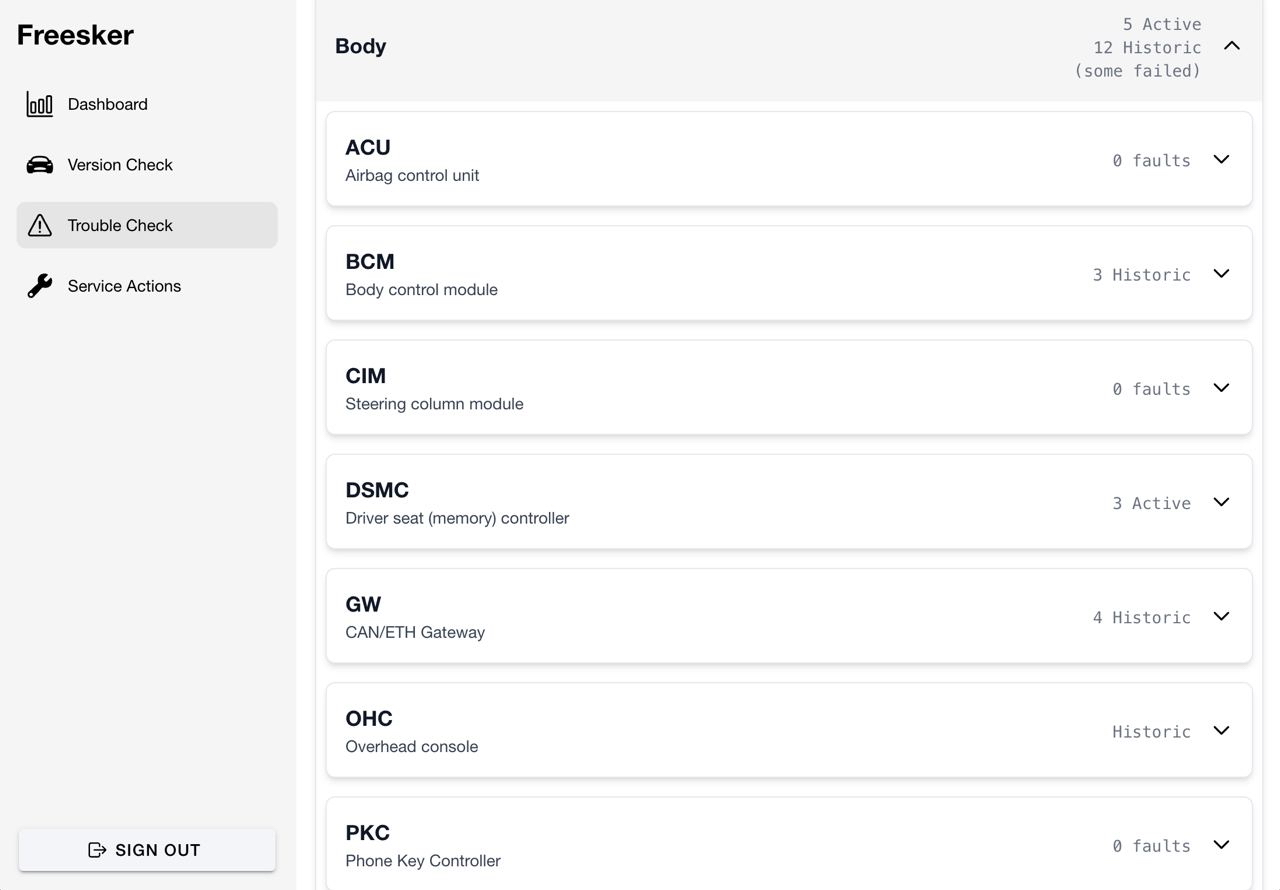 Freesker
Dashboard
Version Check
Trouble Check
Service Actions
SIGN OUT
Body
5 Active
12 Historic
(some failed)
ACU
Airbag control unit
0 faults
BCM
Body control module
3 Historic
CIM
Steering column module
0 faults
DSMC
Driver seat (memory) controller
3 Active
GW
CAN/ETH Gateway
4 Historic
OHC
Overhead console
Historic
PKC
Phone Key Controller
0 faults